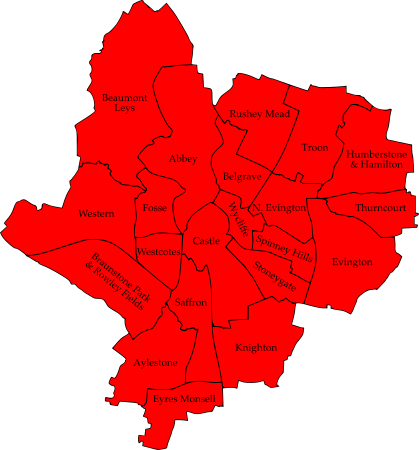 Beaumont
Leys
Rushey Mead
Abbey
Troon
Humberstone
& Hamilton
Belgrave
Western
Fosse
Wycliffe
N. Evington
Thurncourt
Westcotes
Castle
Spinney Hills
Evington
Braunstone Park
& Rowley Fields
Stoneygate
Saffron
Knighton
Aylestone
Eyres Monsell